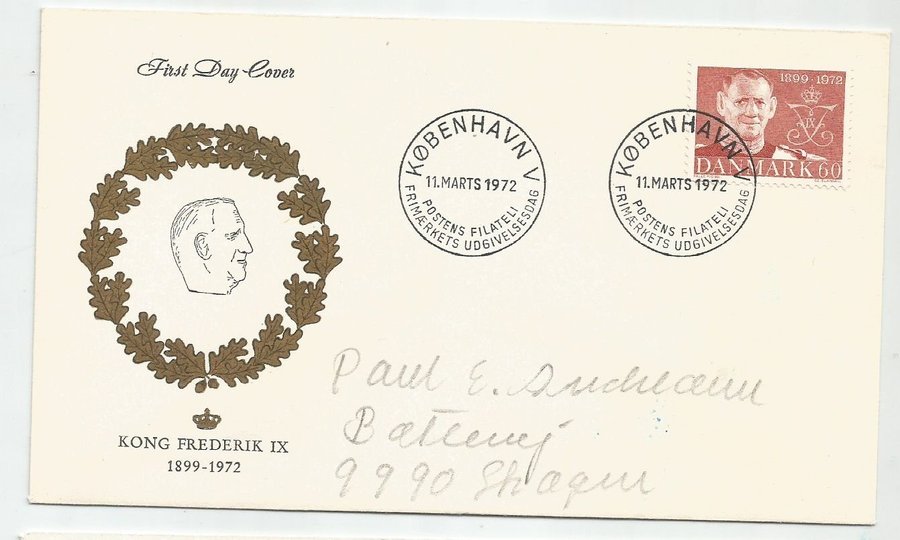 First Day Cover
1899-1972
DANMARK 60
KØBENHAVN V
11.MARTS 1972
POSTENS FILATELI
FRIMÆRKETS UDGIVELSESDAG
KØBENHAVN V
11.MARTS 1972
POSTENS FILATELI
FRIMÆRKETS UDGIVELSESDAG
KONG FREDERIK IX
1899-1972
Paul E.
9990 Skagen